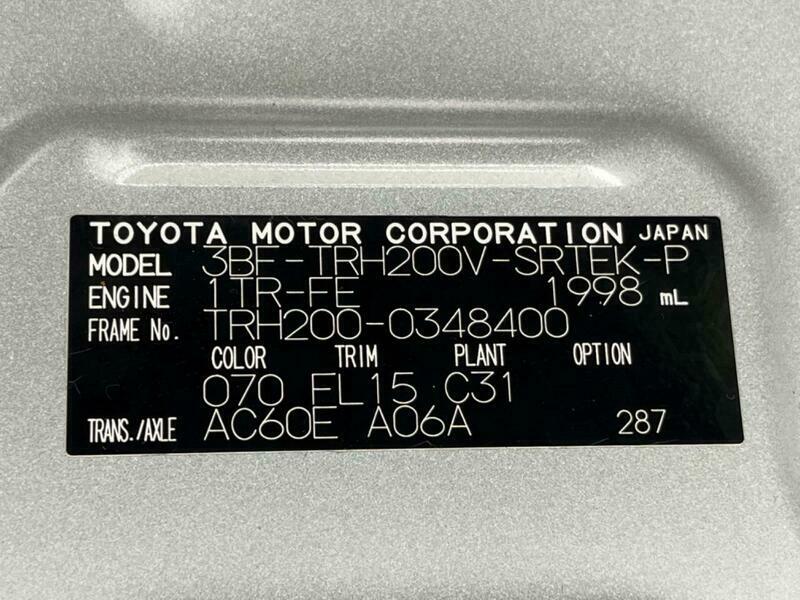 TOYOTA MOTOR CORPORATION JAPAN
MODEL 3BF-TRH200V-SRTEK-P
ENGINE 1TR-FE 1998 mL
FRAME No. TRH200-0348400
COLOR TRIM PLANT OPTION
070 FL15 C31
TRANS./AXLE AC60E A06A 287